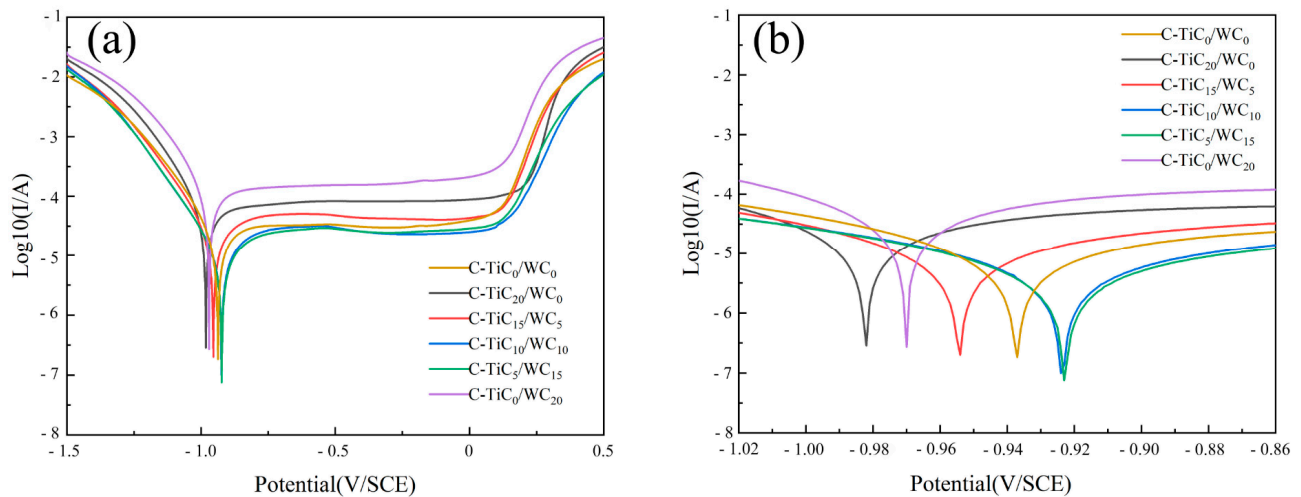 (a)
Log10(I/A)
- 1
- 2
- 3
- 4
- 5
- 6
- 7
- 8
C-TiC₀/WC₀
C-TiC₂₀/WC₀
C-TiC₁₅/WC₅
C-TiC₁₀/WC₁₀
C-TiC₅/WC₁₅
C-TiC₀/WC₂₀
- 1.5
- 1.0
- 0.5
0
0.5
Potential(V/SCE)
(b)
Log10(I/A)
- 1
- 2
- 3
- 4
- 5
- 6
- 7
- 8
C-TiC₀/WC₀
C-TiC₂₀/WC₀
C-TiC₁₅/WC₅
C-TiC₁₀/WC₁₀
C-TiC₅/WC₁₅
C-TiC₀/WC₂₀
- 1.02
- 1.00
- 0.98
- 0.96
- 0.94
- 0.92
- 0.90
- 0.88
- 0.86
Potential(V/SCE)